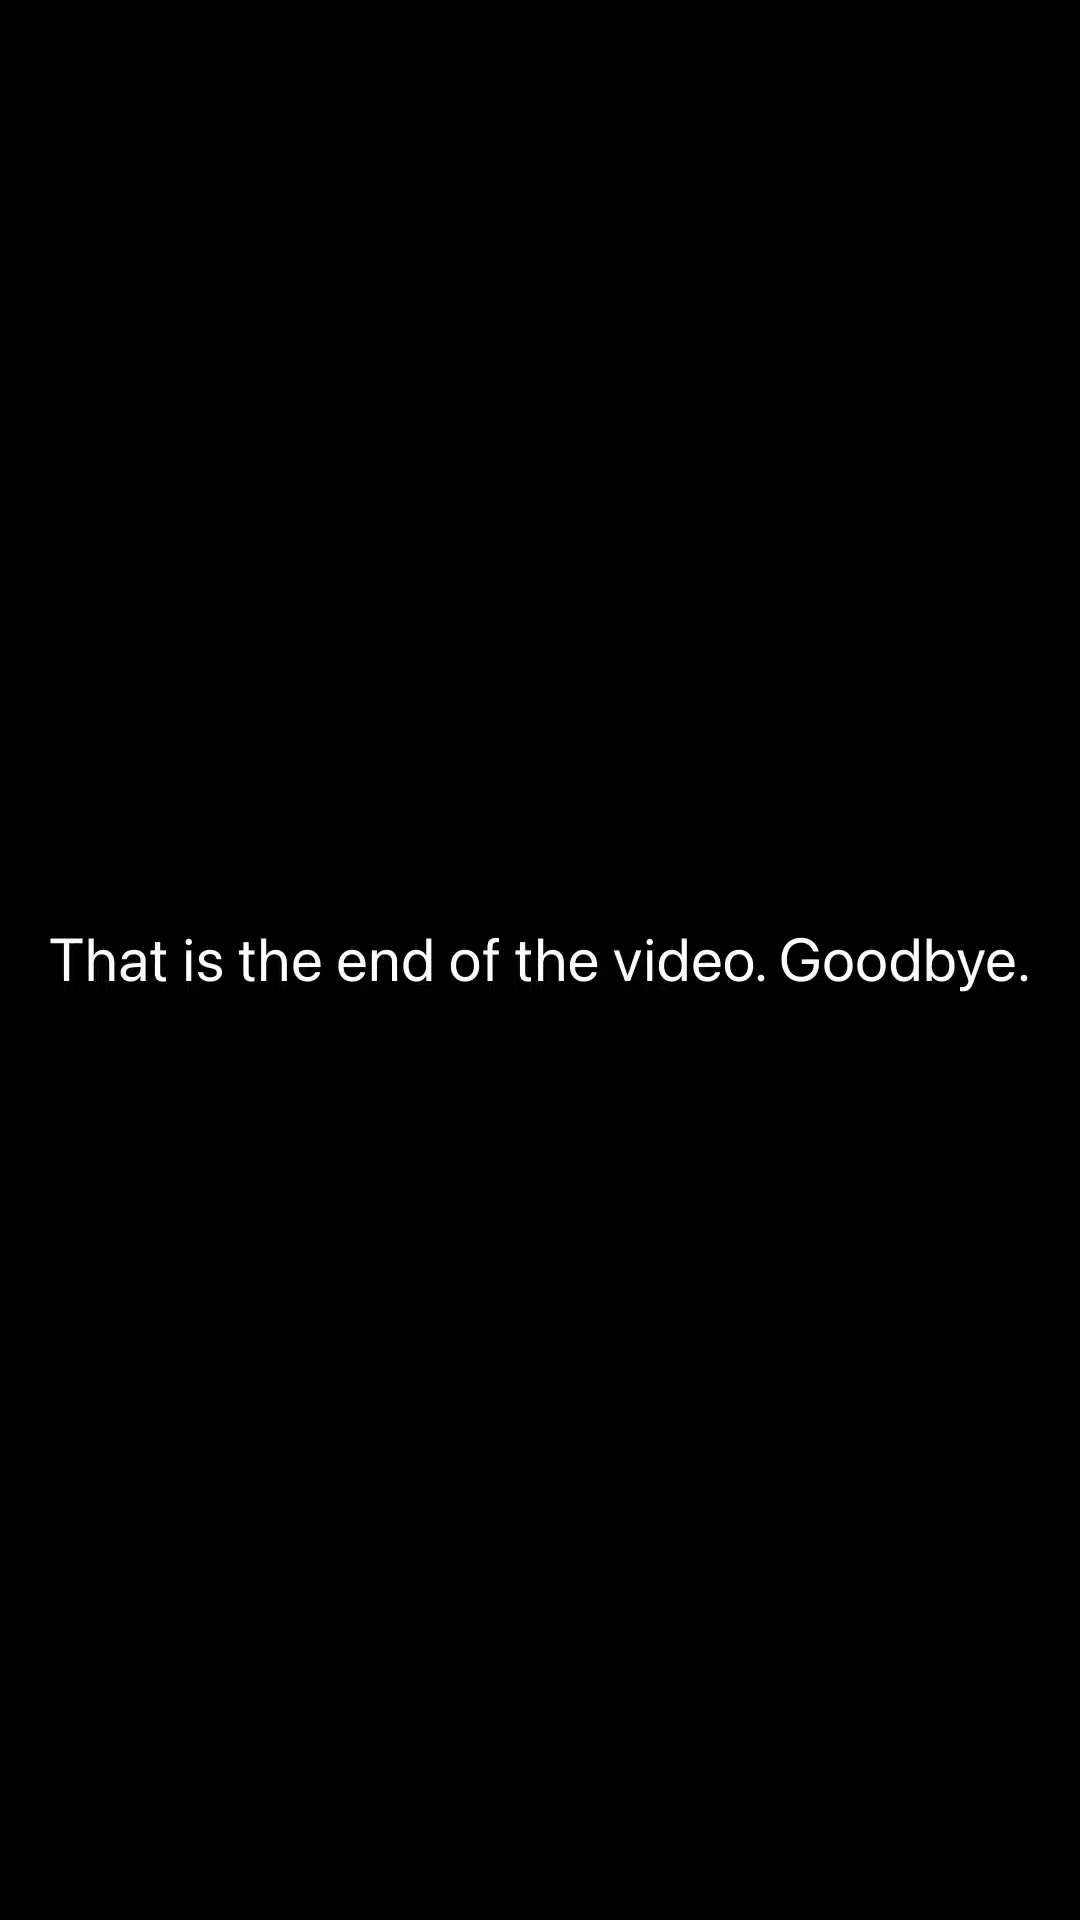 That is the end of the video. Goodbye.